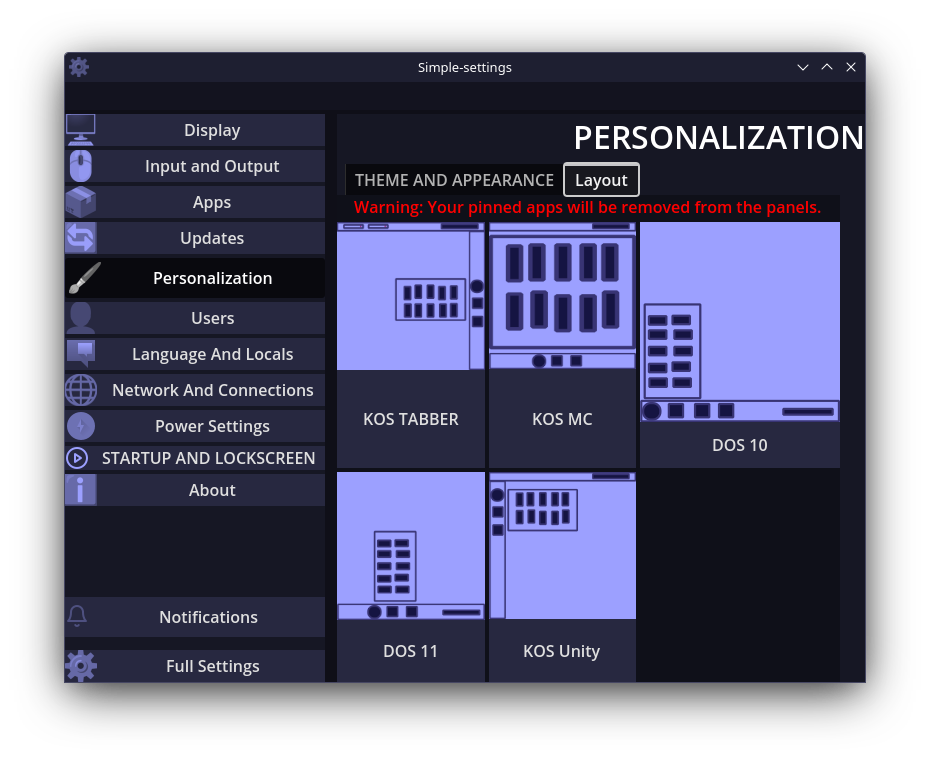 Simple-settings
Display
Input and Output
Apps
Updates
Personalization
Users
Language And Locals
Network And Connections
Power Settings
STARTUP AND LOCKSCREEN
About
Notifications
Full Settings
PERSONALIZATION
THEME AND APPEARANCE Layout
Warning: Your pinned apps will be removed from the panels.
KOS TABBER
KOS MC
DOS 10
DOS 11
KOS Unity